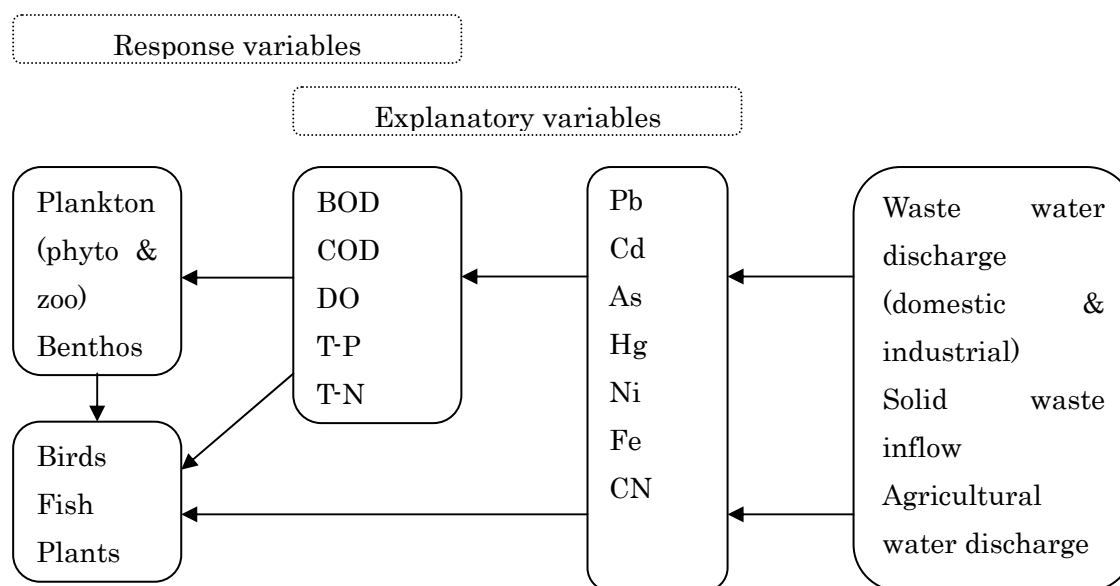 Response variables
Explanatory variables
Plankton
(phyto &
zoo)
Benthos
Birds
Fish
Plants
BOD
COD
DO
T-P
T-N
Pb
Cd
As
Hg
Ni
Fe
CN
Waste water
discharge
(domestic &
industrial)
Solid waste
inflow
Agricultural
water discharge